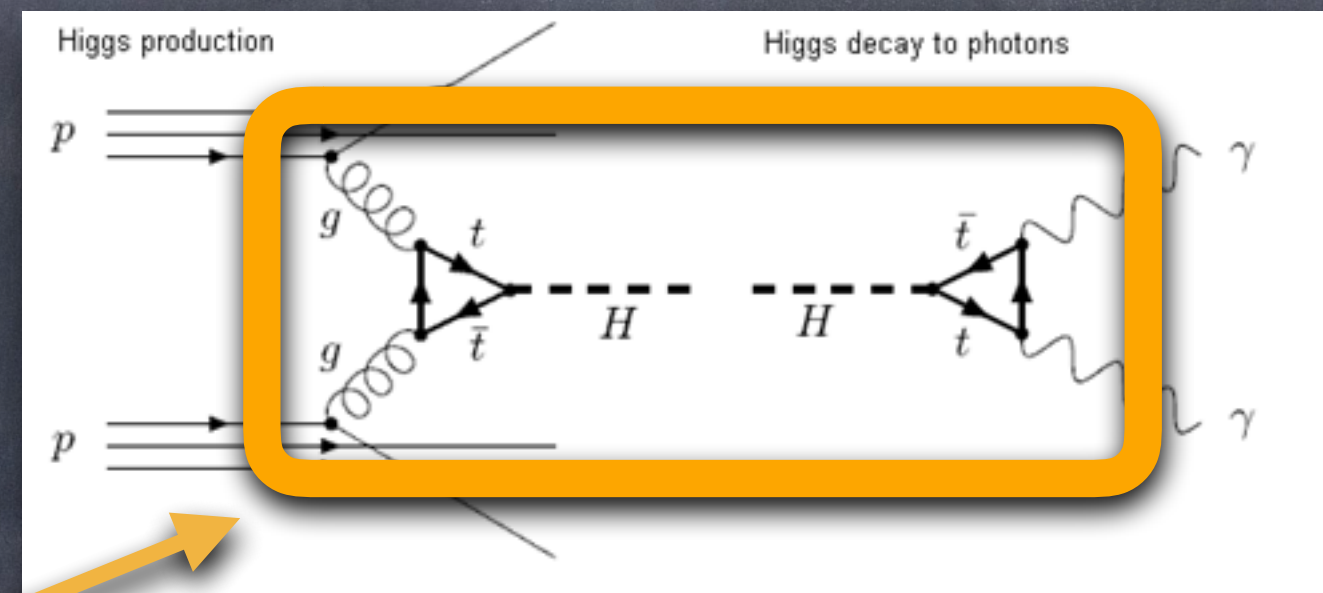 Higgs production
Higgs decay to photons
p
γ
g
t
t̄
H
H
g
t̄
t
p
γ